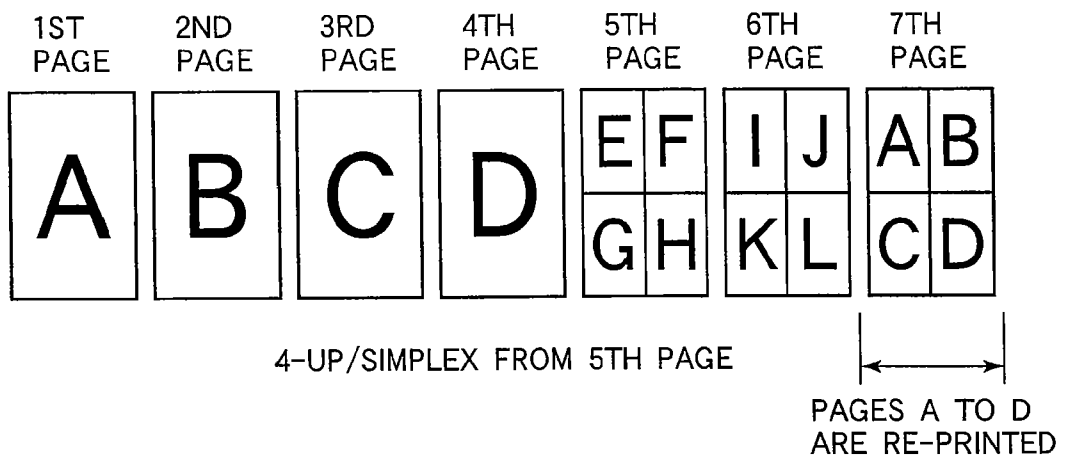 1ST 2ND 3RD 4TH 5TH 6TH 7TH
PAGE PAGE PAGE PAGE PAGE PAGE PAGE
A B C D E F I J A B
G H K L C D
4-UP/SIMPLEX FROM 5TH PAGE
PAGES A TO D
ARE RE-PRINTED